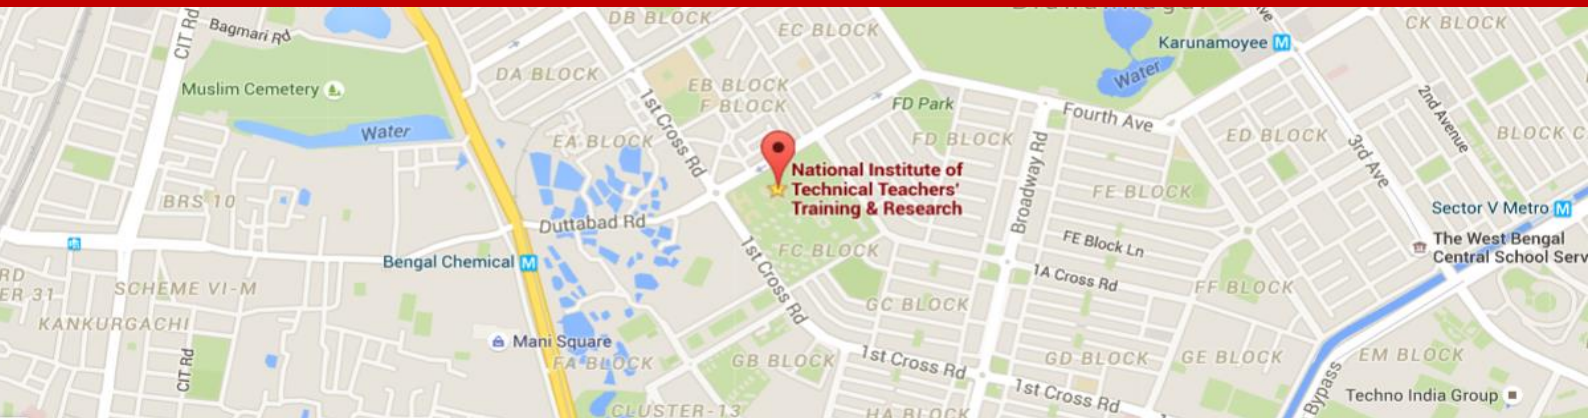 DB BLOCK
CK BLOCK
Bagmari Rd
CIT Rd
EC BLOCK
Karunamoyee M
DA BLOCK
Water
EB BLOCK
F BLOCK
Muslim Cemetery
1st Cross Rd
FD Park
Fourth Ave
2nd Avenue
Water
EA BLOCK
FD BLOCK
ED BLOCK
3rd Ave
BLOCK C
National Institute of
Technical Teachers'
Training & Research
Broadway Rd
FE BLOCK
BRS 10
Sector V Metro M
Duttabad Rd
The West Bengal
Central School Serv
FC BLOCK
FE Block Ln
Bengal Chemical M
1st Cross Rd
1A Cross Rd
RD
ER 31
SCHEME VI-M
FF BLOCK
GC BLOCK
KANKURGACHI
Mani Square
FA BLOCK
GB BLOCK
1st Cross Rd
GD BLOCK
GE BLOCK
EM BLOCK
CIT Rd
1st Cross Rd
Bypass
Techno India Group
CLUSTER-13
HA BLOCK